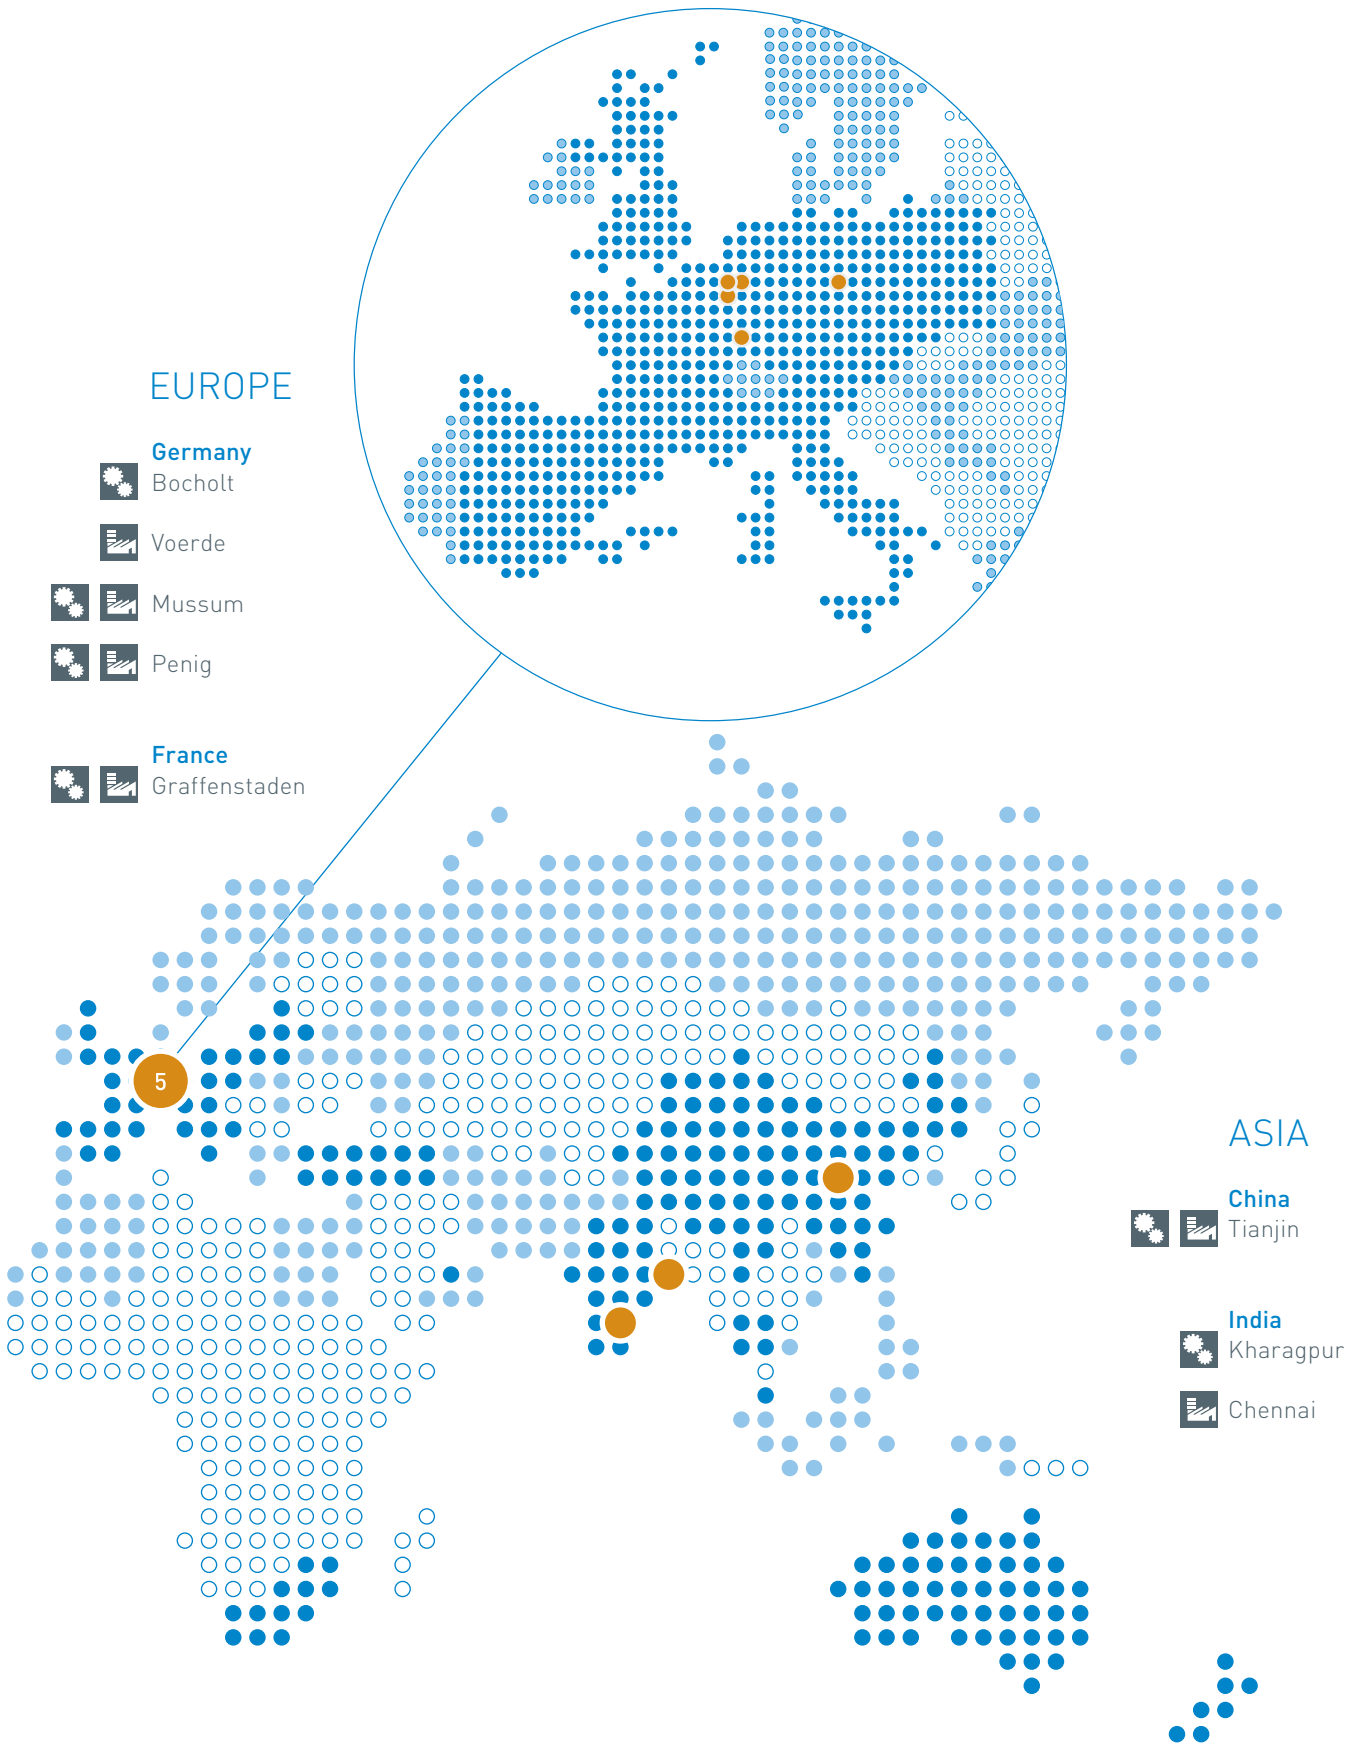 EUROPE
Germany
Bocholt
Voerde
Mussum
Penig
France
Graffenstaden
5
ASIA
China
Tianjin
India
Kharagpur
Chennai